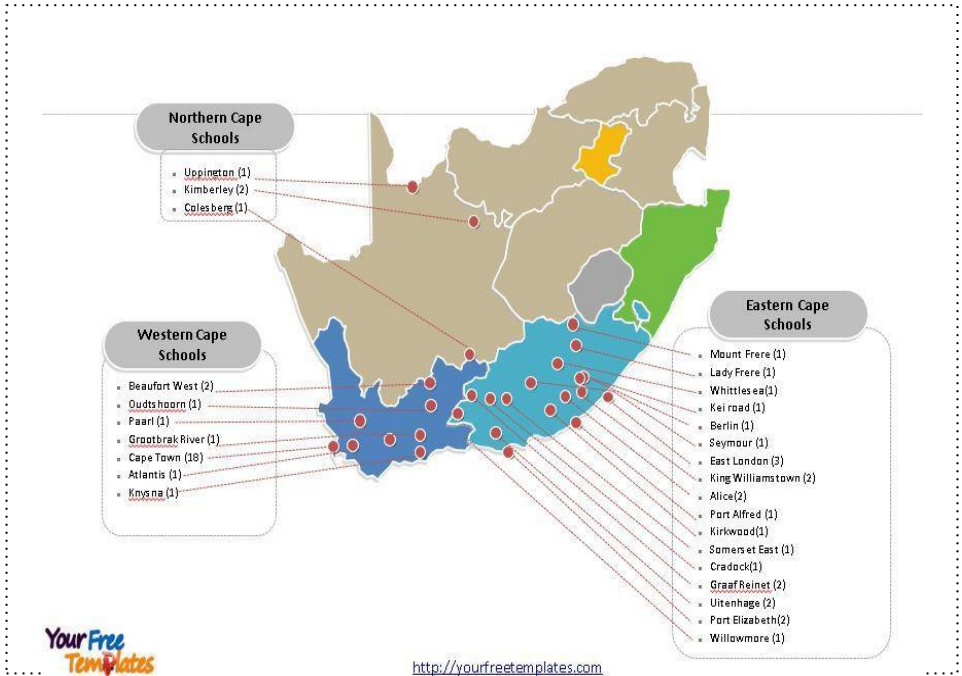 Northern Cape
Schools
Uppington (1)
Kimberley (2)
Colesberg (1)
Western Cape
Schools
Beaufort West (2)
Oudtshoorn (1)
Paarl (1)
Grootbrak River (1)
Cape Town (18)
Atlantis (1)
Knysna (1)
Eastern Cape
Schools
Mount Frere (1)
Lady Frere (1)
Whittlesea(1)
Kei road (1)
Berlin (1)
Seymour (1)
East London (3)
King Williamstown (2)
Alice(2)
Port Alfred (1)
Kirkwood(1)
Somerset East (1)
Cradock(1)
Graaf Reinet (2)
Uitenhage (2)
Port Elizabeth(2)
Willowmore (1)
Your Free
Templates
http://yourfreetemplates.com